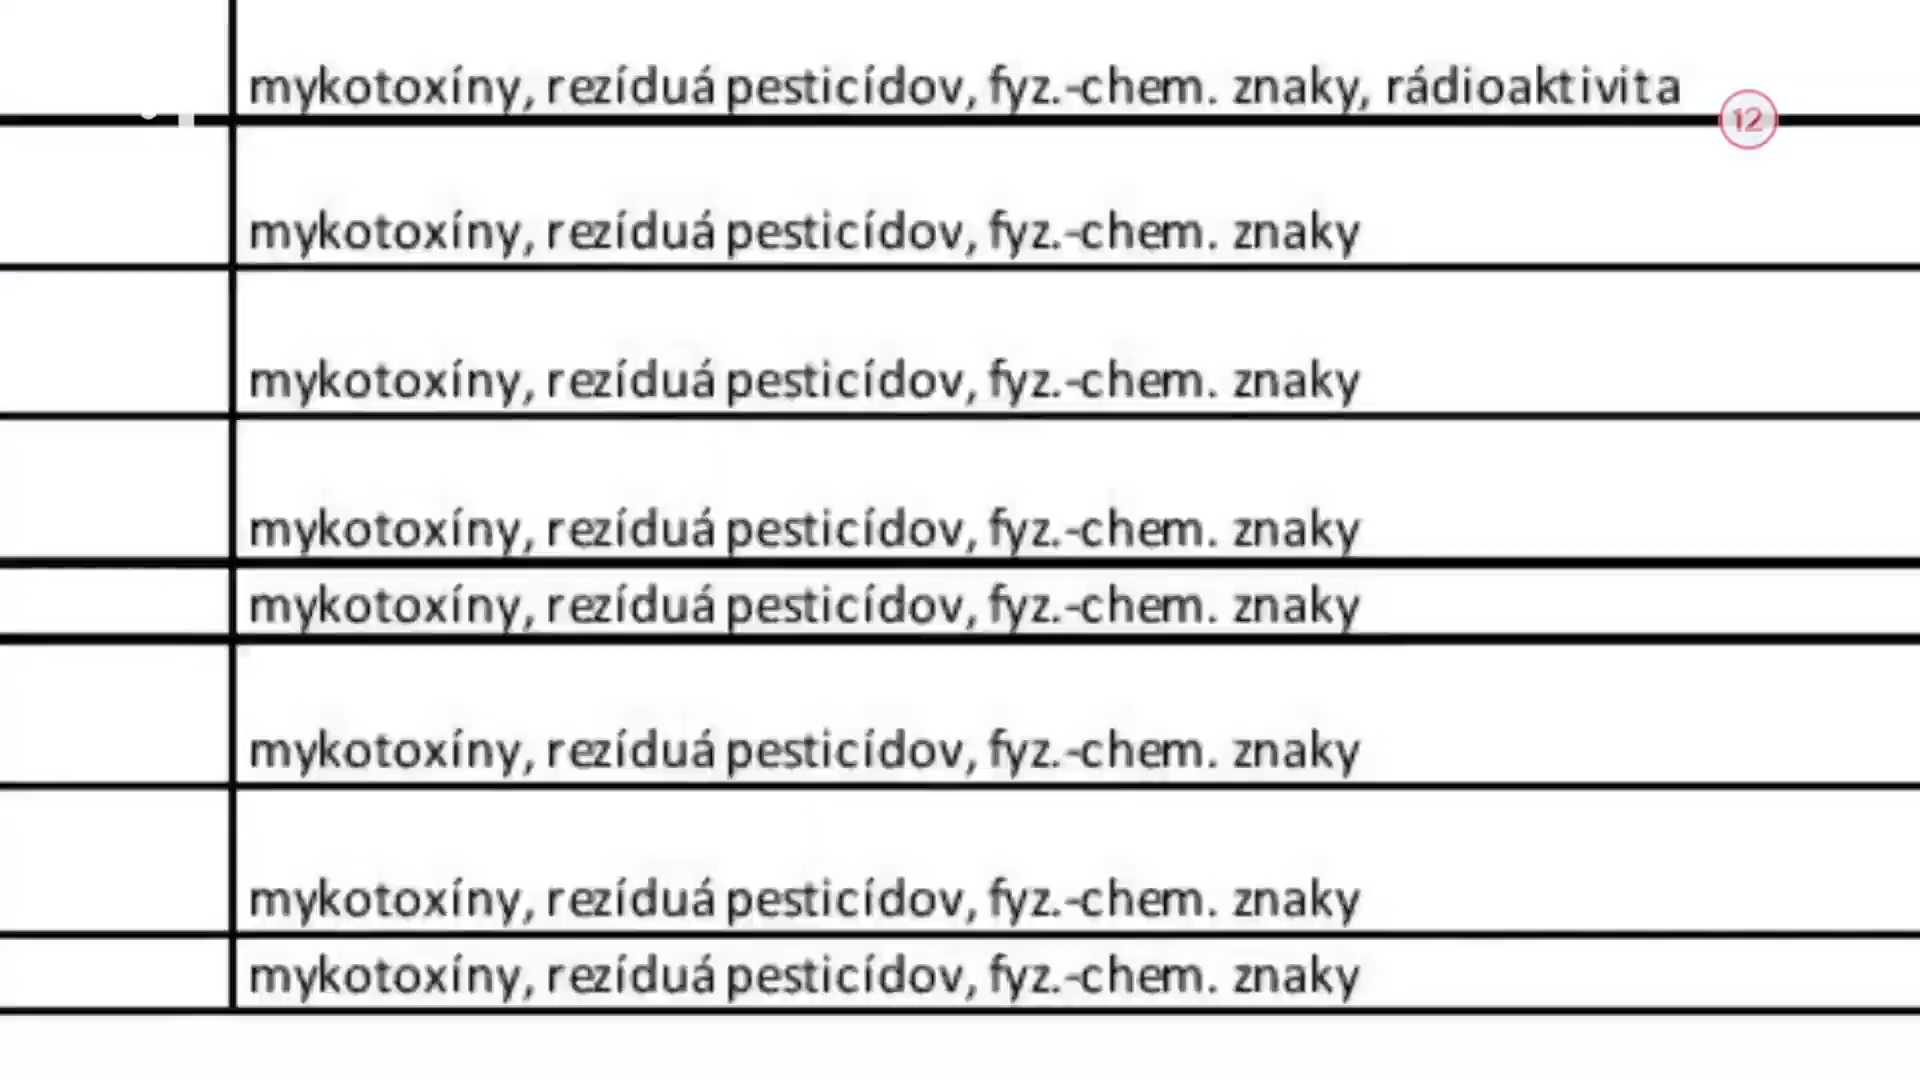 mykotoxíny, rezíduá pesticídov, fyz.-chem. znaky, rádioaktivita
12
mykotoxíny, rezíduá pesticídov, fyz.-chem. znaky
mykotoxíny, rezíduá pesticídov, fyz.-chem. znaky
mykotoxíny, rezíduá pesticídov, fyz.-chem. znaky
mykotoxíny, rezíduá pesticídov, fyz.-chem. znaky
mykotoxíny, rezíduá pesticídov, fyz.-chem. znaky
mykotoxíny, rezíduá pesticídov, fyz.-chem. znaky
mykotoxíny, rezíduá pesticídov, fyz.-chem. znaky